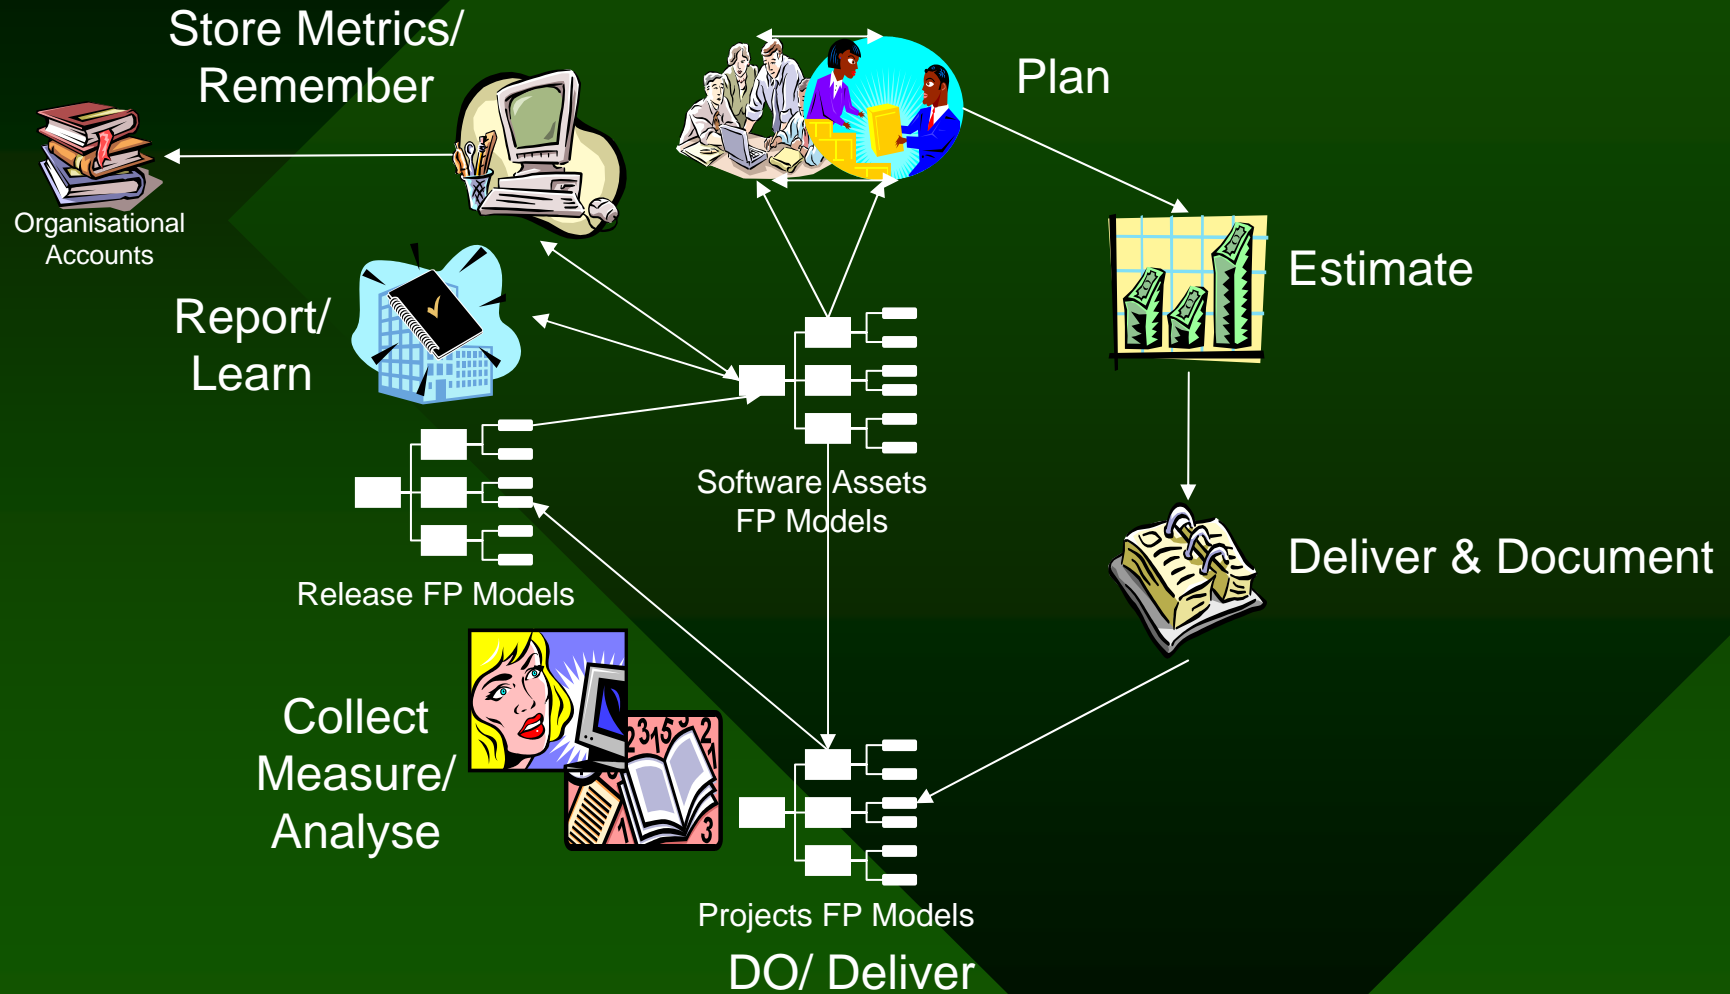 Store Metrics/
Remember
Plan
Organisational
Accounts
Estimate
Report/
Learn
Software Assets
FP Models
Deliver & Document
Release FP Models
Collect
Measure/
Analyse
Projects FP Models
DO/ Deliver